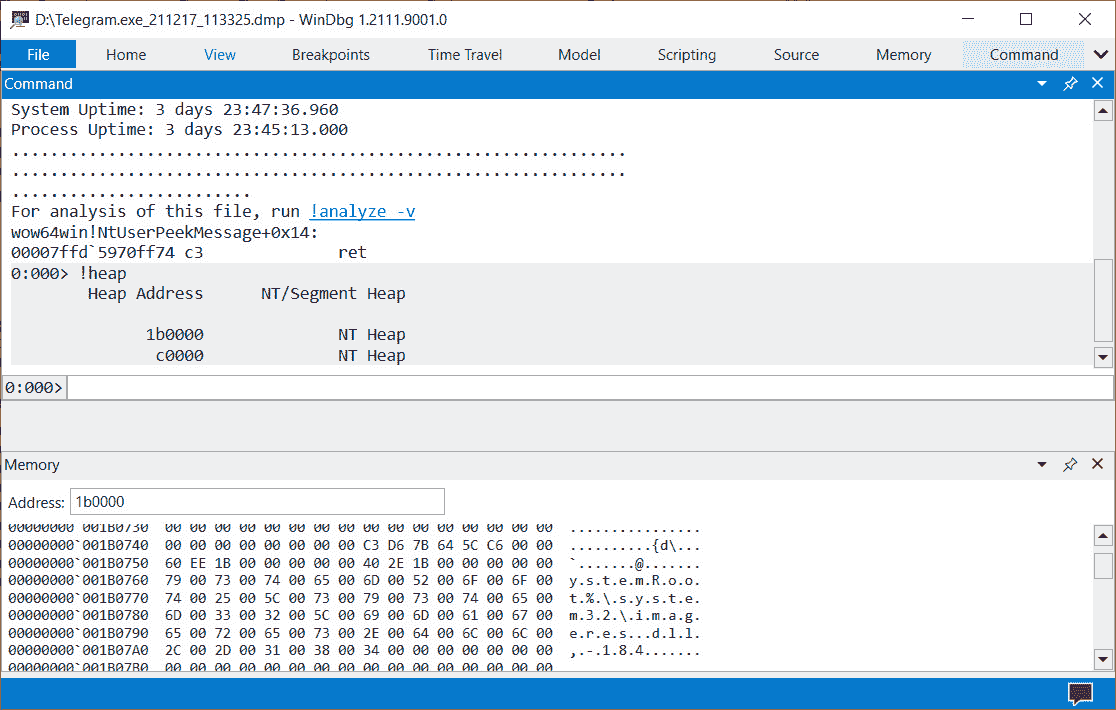 D:\Telegram.exe_211217_113325.dmp - WinDbg 1.2111.9001.0
File Home View Breakpoints Time Travel Model Scripting Source Memory Command
Command
System Uptime: 3 days 23:47:36.960
Process Uptime: 3 days 23:45:13.000
................................................................
................................................................
.........................
For analysis of this file, run !analyze -v
wow64win!NtUserPeekMessage+0x14:
00007ffd`5970ff74 c3 ret
0:000> !heap
Heap Address NT/Segment Heap
1b0000 NT Heap
c0000 NT Heap
0:000>
Memory
Address: 1b0000
00000000`001B0730 00 00 00 00 00 00 00 00 00 00 00 00 00 00 00 00 ................
00000000`001B0740 00 00 00 00 00 00 00 00 C3 D6 7B 64 5C C6 00 00 ..........{d\...
00000000`001B0750 60 EE 1B 00 00 00 00 00 40 2E 1B 00 00 00 00 00 `.......@.......
00000000`001B0760 79 00 73 00 74 00 65 00 6D 00 52 00 6F 00 6F 00 y.s.t.e.m.R.o.o.
00000000`001B0770 74 00 25 00 5C 00 73 00 79 00 73 00 74 00 65 00 t.%.\.s.y.s.t.e.
00000000`001B0780 6D 00 33 00 32 00 5C 00 69 00 6D 00 61 00 67 00 m.3.2.\.i.m.a.g.
00000000`001B0790 65 00 72 00 65 00 73 00 2E 00 64 00 6C 00 6C 00 e.r.e.s...d.l.l.
00000000`001B07A0 2C 00 2D 00 31 00 38 00 34 00 00 00 00 00 00 00 ,.-.1.8.4.......
00000000`001B07B0 00 00 00 00 00 00 00 00 00 00 00 00 00 00 00 00